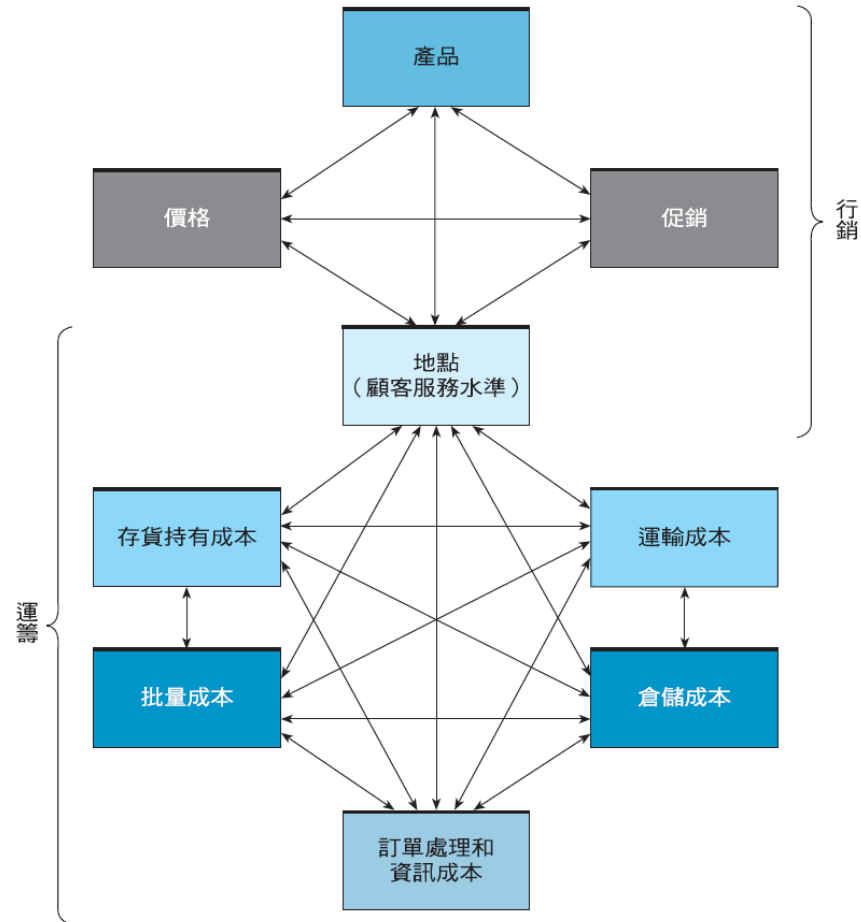 產品
價格
促銷
行銷
地點
（顧客服務水準）
存貨持有成本
運輸成本
運籌
批量成本
倉儲成本
訂單處理和
資訊成本